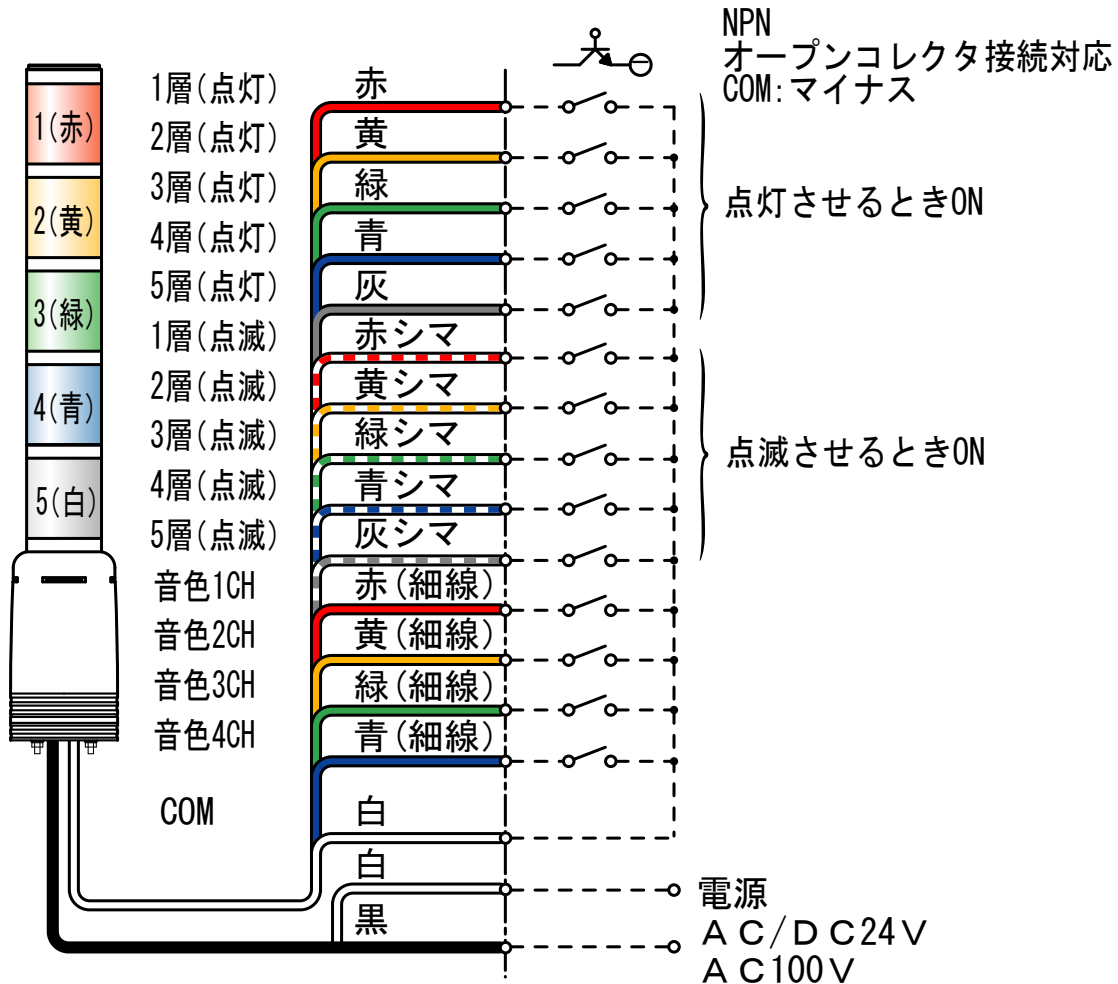 NPN
オープンコレクタ接続対応
COM:マイナス
1(赤)
2(黄)
3(緑)
4(青)
5(白)
1層(点灯) 赤
2層(点灯) 黄
3層(点灯) 緑
4層(点灯) 青
5層(点灯) 灰
点灯させるときON
1層(点滅) 赤シマ
2層(点滅) 黄シマ
3層(点滅) 緑シマ
4層(点滅) 青シマ
5層(点滅) 灰シマ
点滅させるときON
音色1CH 赤(細線)
音色2CH 黄(細線)
音色3CH 緑(細線)
音色4CH 青(細線)
COM 白
白
黒
電源
AC/DC24V
AC100V